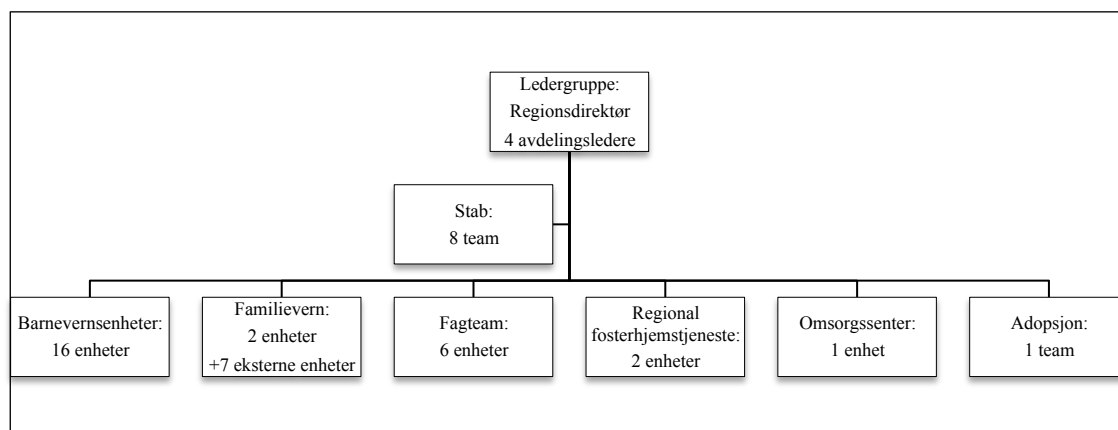 Ledergruppe:
Regionsdirektør
4 avdelingsledere
Stab:
8 team
Barnevernsenheter:
16 enheter
Familievern:
2 enheter
+7 eksterne enheter
Fagteam:
6 enheter
Regional
fosterhjemstjeneste:
2 enheter
Omsorgssenter:
1 enhet
Adopsjon:
1 team